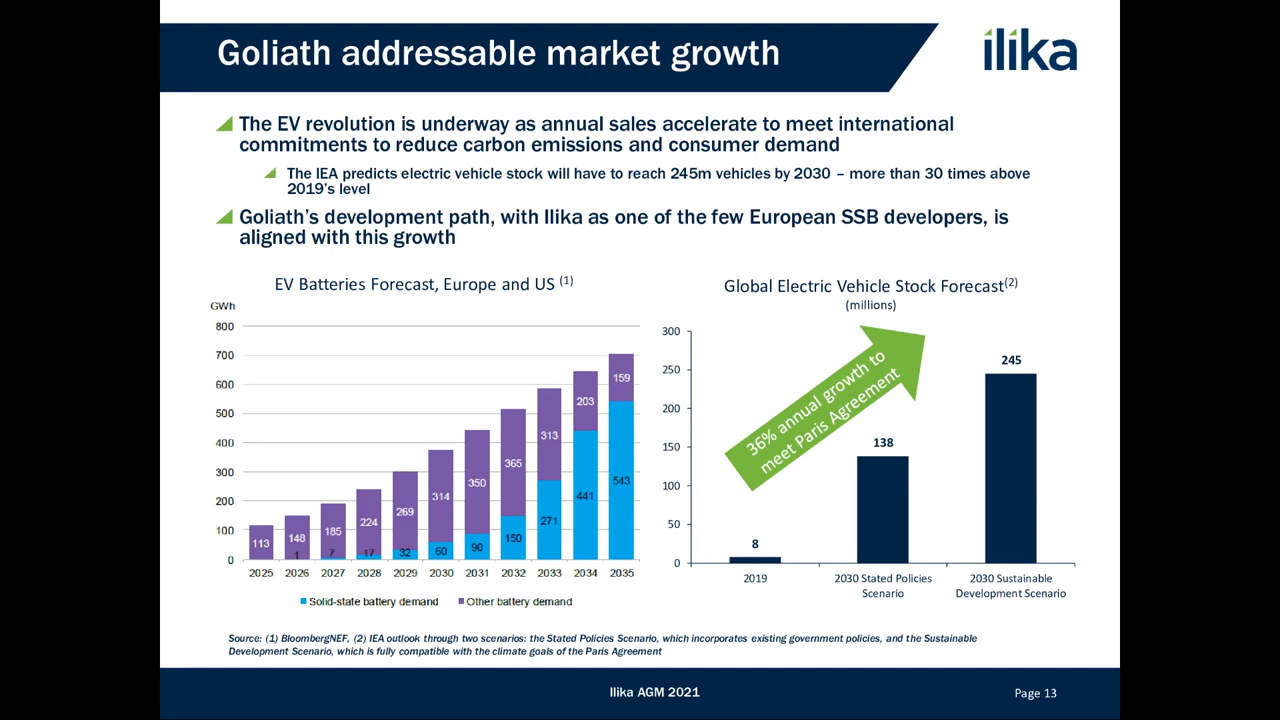 Goliath addressable market growth
ilika
The EV revolution is underway as annual sales accelerate to meet international
commitments to reduce carbon emissions and consumer demand
The IEA predicts electric vehicle stock will have to reach 245m vehicles by 2030 – more than 30 times above
2019's level
Goliath's development path, with Ilika as one of the few European SSB developers, is
aligned with this growth
EV Batteries Forecast, Europe and US (1)
GWh
800
700
600
500
400
300
200
100
0
113
148
1
185
7
224
17
269
32
314
60
350
90
365
150
313
271
203
441
159
543
2025 2026 2027 2028 2029 2030 2031 2032 2033 2034 2035
Solid-state battery demand Other battery demand
Global Electric Vehicle Stock Forecast(2)
(millions)
300
250
200
150
100
50
0
36% annual growth to
meet Paris Agreement
8
138
245
2019
2030 Stated Policies
Scenario
2030 Sustainable
Development Scenario
Source: (1) BloombergNEF, (2) IEA outlook through two scenarios: the Stated Policies Scenario, which incorporates existing government policies, and the Sustainable
Development Scenario, which is fully compatible with the climate goals of the Paris Agreement
Ilika AGM 2021
Page 13